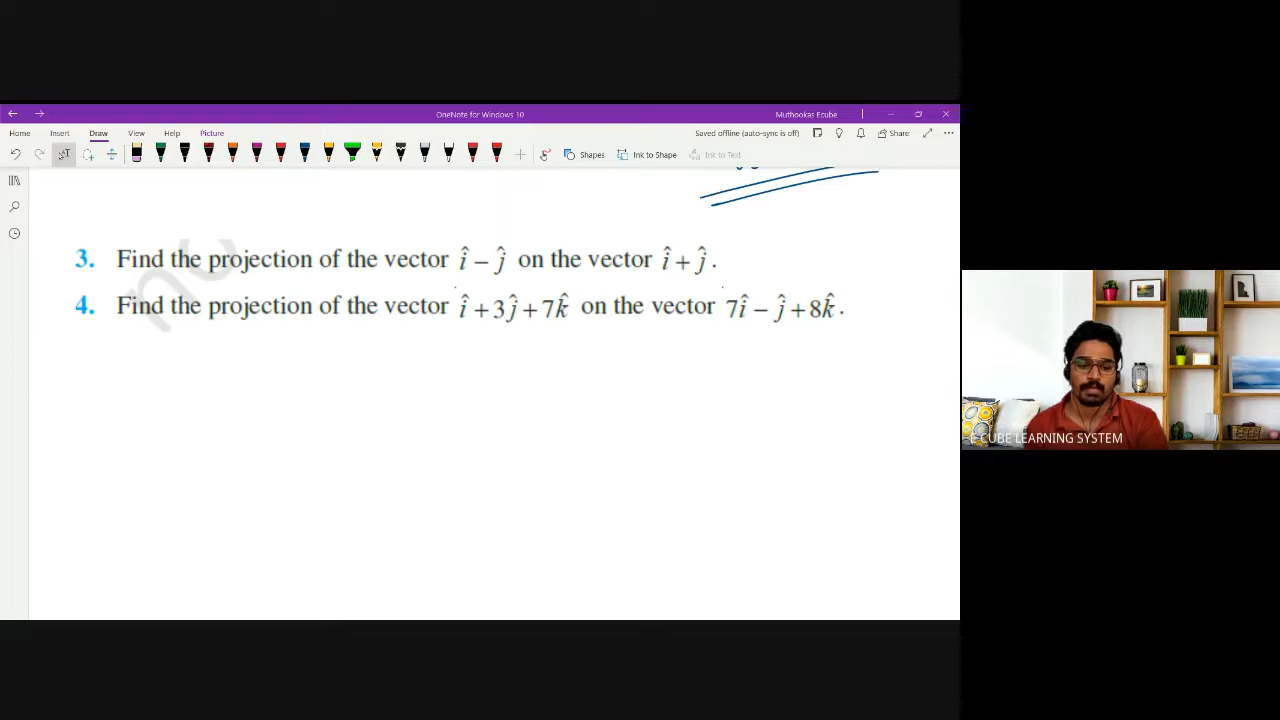 OneNote for Windows 10
Muthookas Ecube
Home Insert Draw View Help Picture
Saved offline (auto-sync is off)
Share
Shapes
Ink to Shape
Ink to Text
3. Find the projection of the vector î − ĵ on the vector î + ĵ.
4. Find the projection of the vector î + 3ĵ + 7k̂ on the vector 7î − ĵ + 8k̂.
E CUBE LEARNING SYSTEM